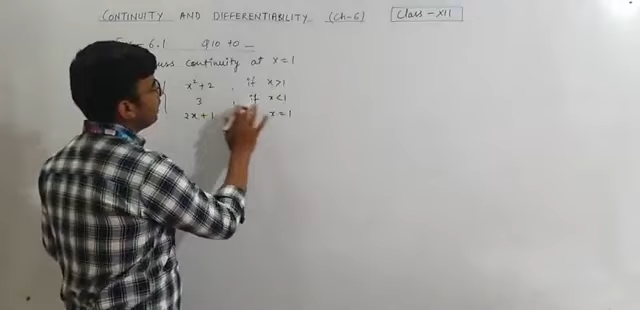 CONTINUITY AND DIFFERENTIABILITY (Ch-6) Class - XII
6.1 Q10 to _
continuity at x=1
x²+2 , if x>1
3 , if x<1
2x+1 x=1